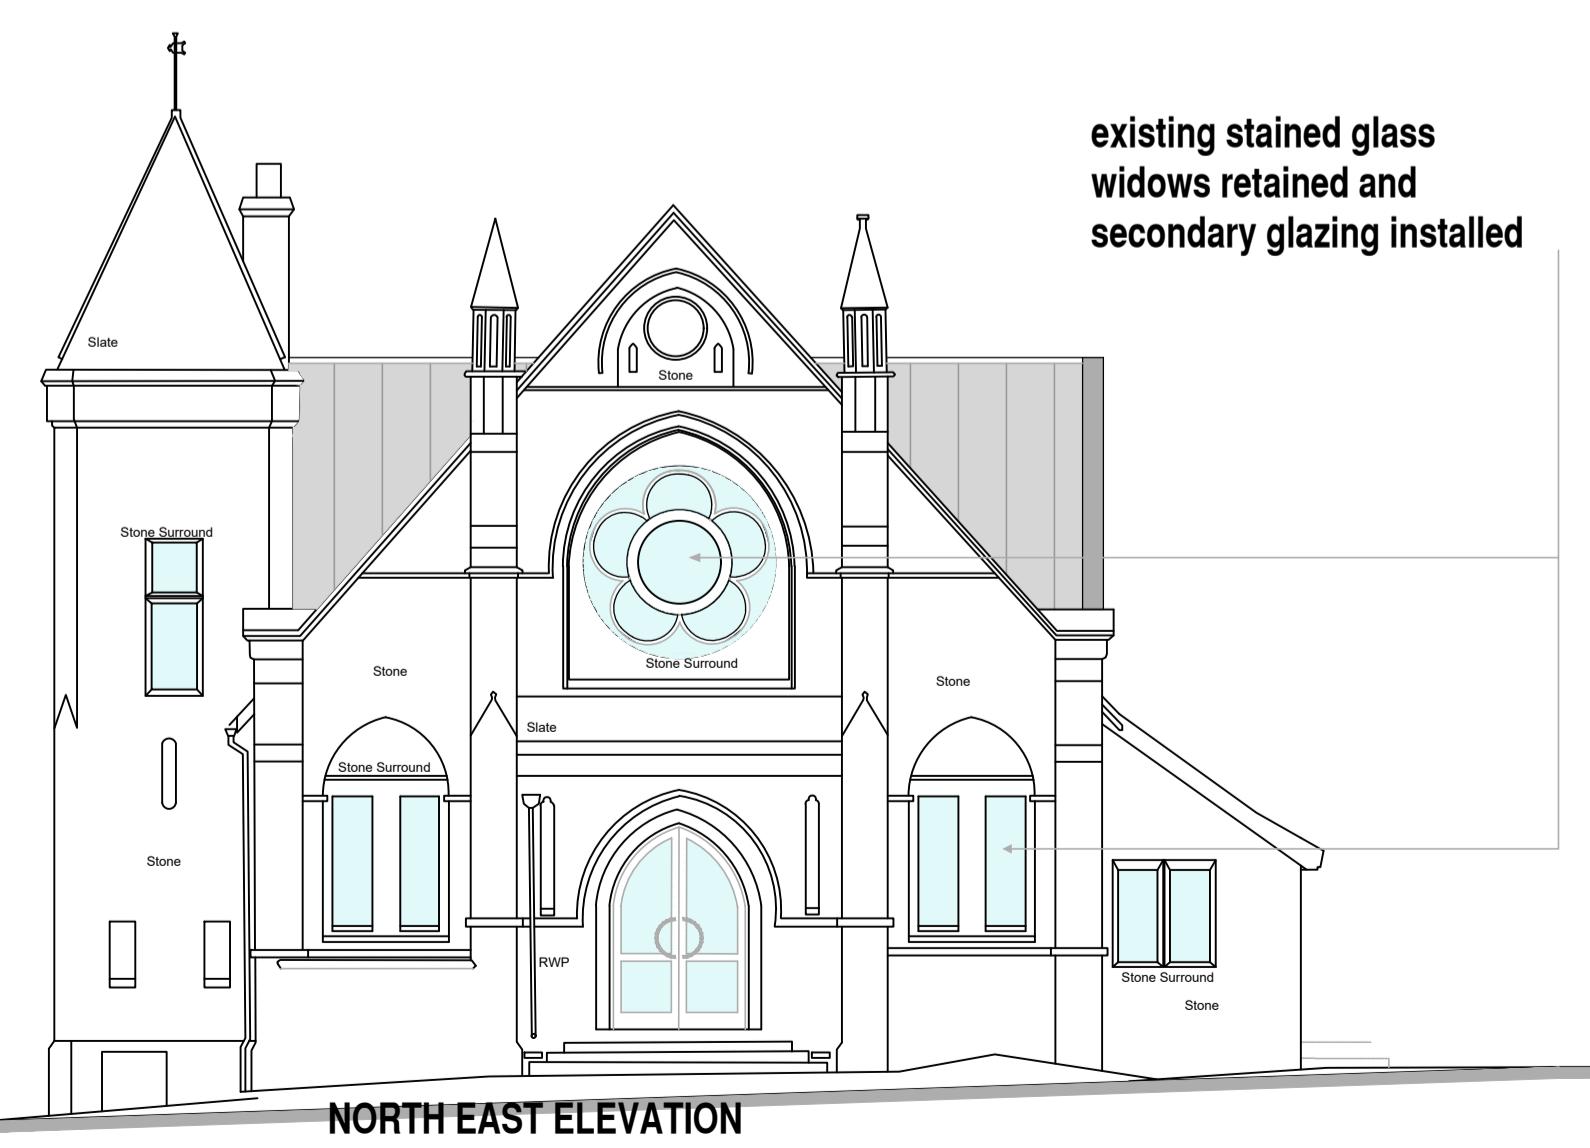 existing stained glass
widows retained and
secondary glazing installed
Slate
Stone
Stone Surround
Stone Surround
Stone
Stone
Slate
Stone Surround
Stone
RWP
Stone Surround
Stone
NORTH EAST ELEVATION